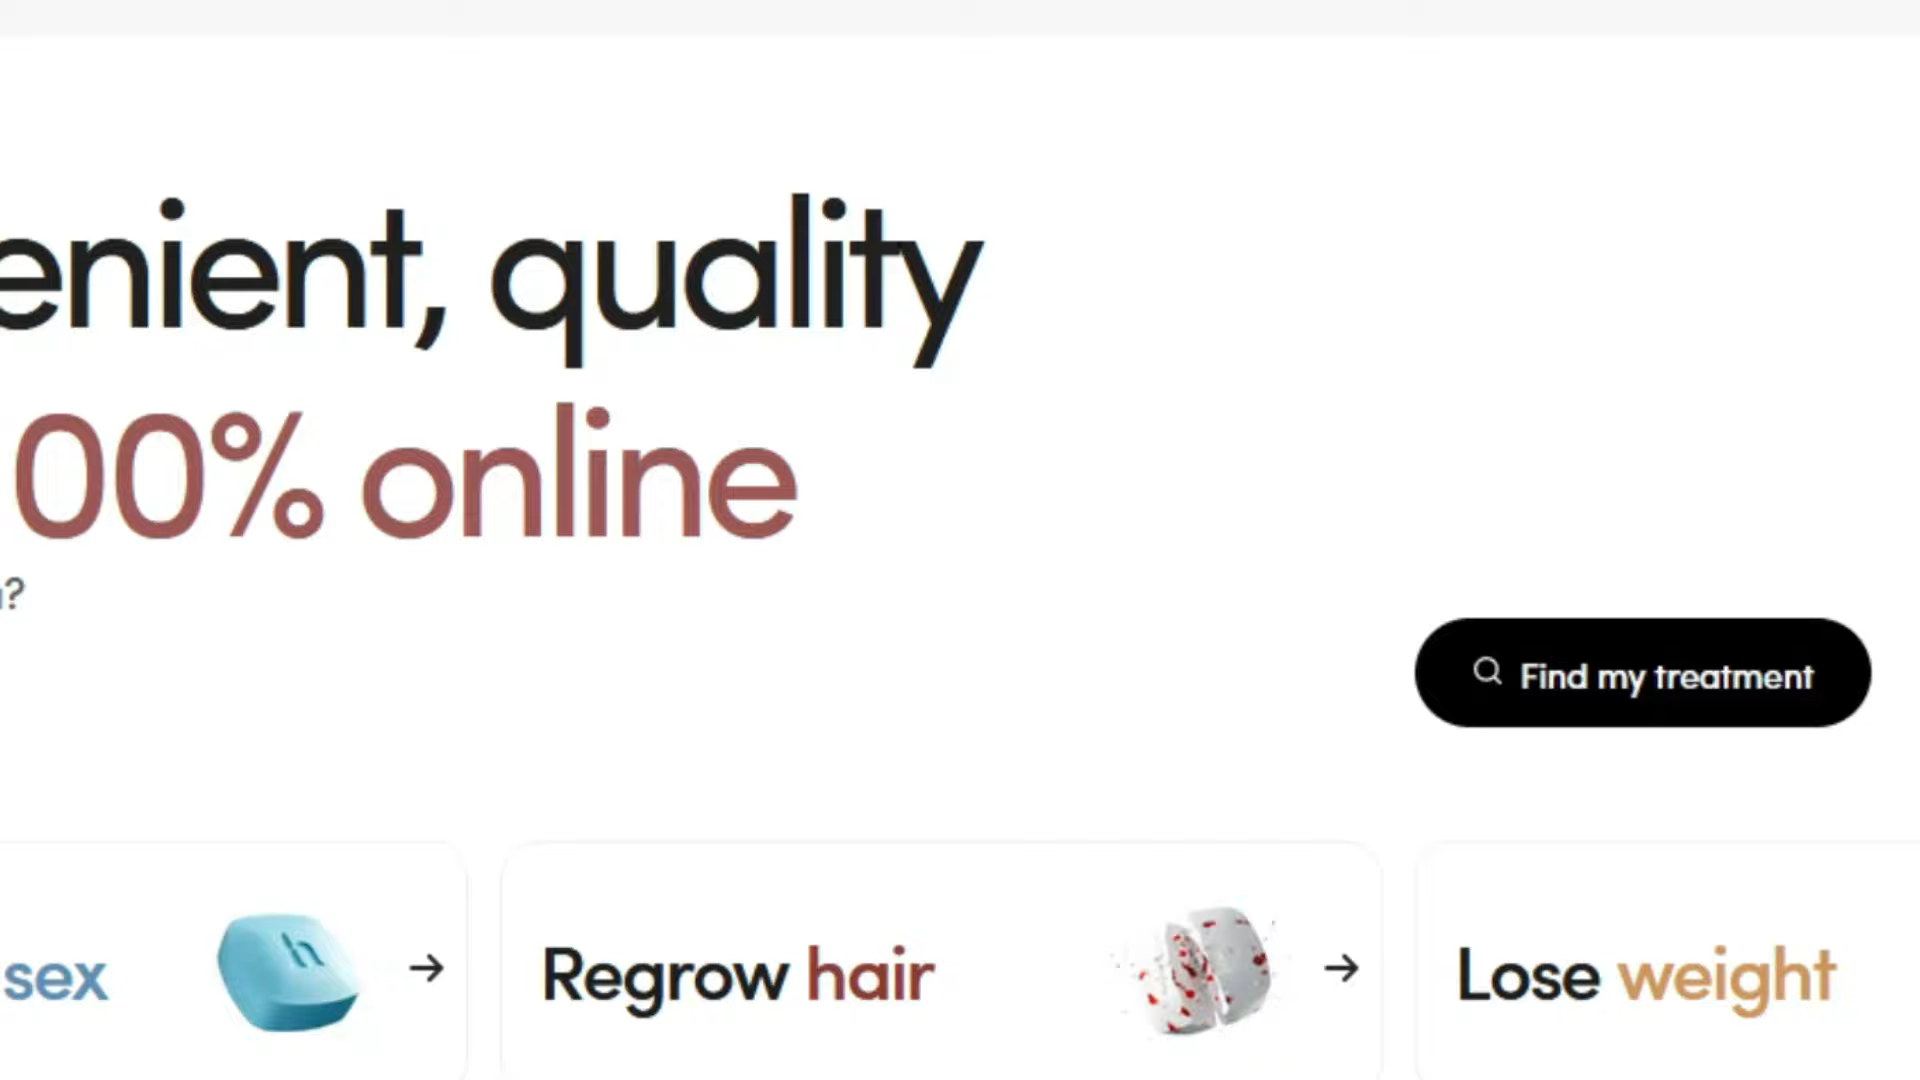 enient, quality
00% online
?
Find my treatment
sex
h
Regrow hair
Lose weight